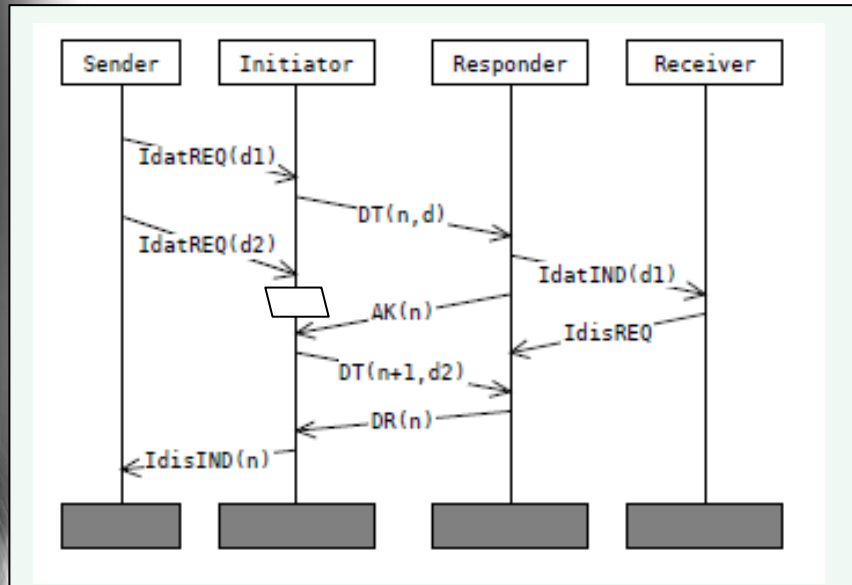 Sender Initiator Responder Receiver
IdatREQ(d1)
DT(n,d)
IdatREQ(d2)
IdatIND(d1)
AK(n)
IdisREQ
DT(n+1,d2)
DR(n)
IdisIND(n)